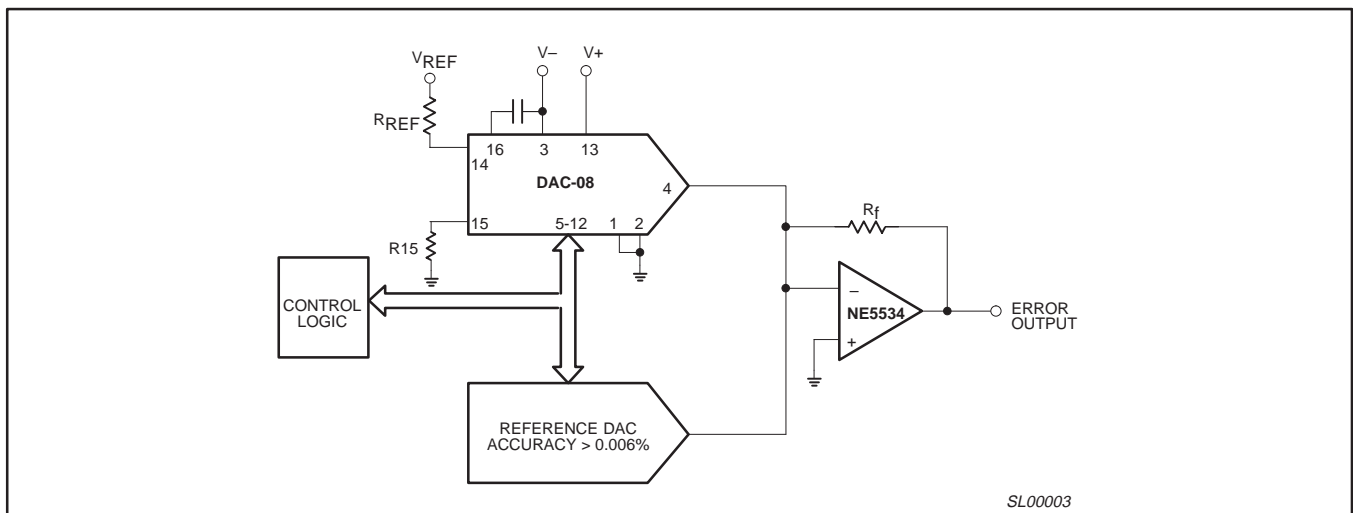 V– V+
VREF
RREF
16 3 13
14
DAC-08
4
15 5-12 1 2
Rf
R15
–
NE5534
+
ERROR
OUTPUT
CONTROL
LOGIC
REFERENCE DAC
ACCURACY > 0.006%
SL00003